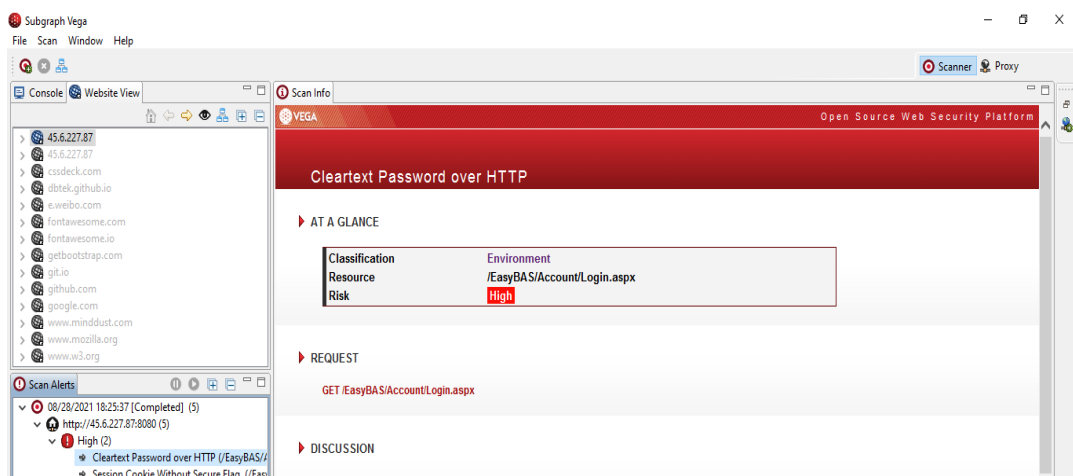 Subgraph Vega
File Scan Window Help
Scanner Proxy
Console Website View
45.6.227.87
45.6.227.87
cssdeck.com
dbtek.github.io
e.weibo.com
fontawesome.com
fontawesome.io
getbootstrap.com
git.io
github.com
google.com
www.minddust.com
www.mozilla.org
www.w3.org
Scan Alerts
08/28/2021 18:25:37 [Completed] (5)
http://45.6.227.87:8080 (5)
High (2)
Cleartext Password over HTTP (/EasyBAS/A
Session Cookie Without Secure Flag (/Easy
Scan Info
VEGA
Open Source Web Security Platform
Cleartext Password over HTTP
AT A GLANCE
Classification Environment
Resource /EasyBAS/Account/Login.aspx
Risk High
REQUEST
GET /EasyBAS/Account/Login.aspx
DISCUSSION